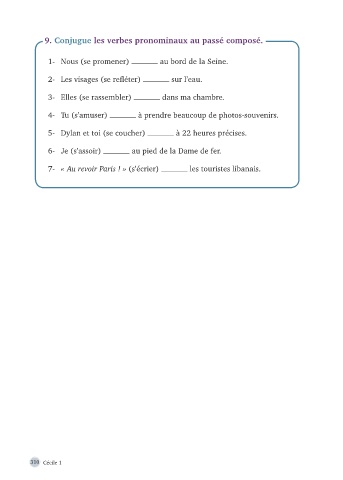 9. Conjugue les verbes pronominaux au passé composé.
1- Nous (se promener) _______ au bord de la Seine.
2- Les visages (se refléter) _______ sur l'eau.
3- Elles (se rassembler) _______ dans ma chambre.
4- Tu (s'amuser) _______ à prendre beaucoup de photos-souvenirs.
5- Dylan et toi (se coucher) _______ à 22 heures précises.
6- Je (s'assoir) _______ au pied de la Dame de fer.
7- « Au revoir Paris ! » (s'écrier) _______ les touristes libanais.
310 Cécile 1